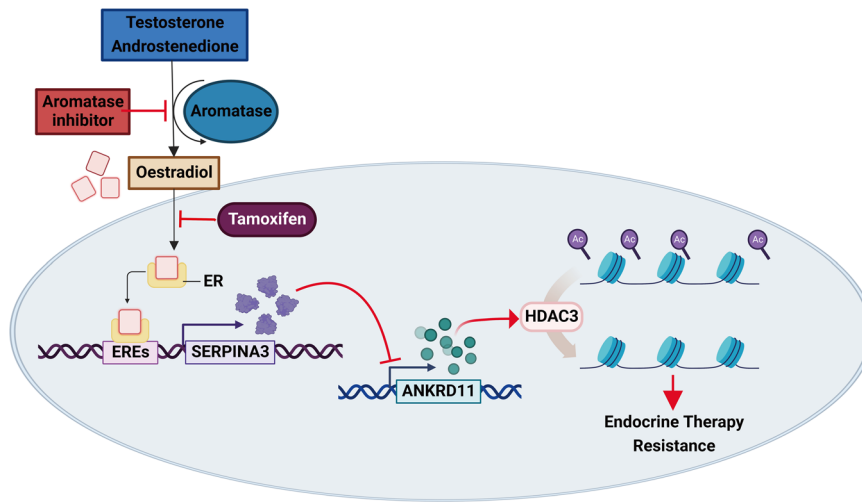 Testosterone
Androstenedione
Aromatase
inhibitor
Aromatase
Oestradiol
Tamoxifen
ER
EREs
SERPINA3
ANKRD11
HDAC3
Ac
Ac
Ac
Ac
Endocrine Therapy
Resistance